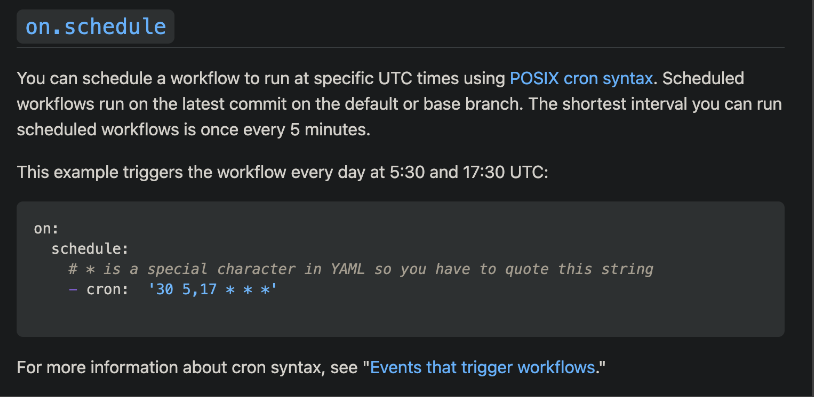 on.schedule
You can schedule a workflow to run at specific UTC times using POSIX cron syntax. Scheduled
workflows run on the latest commit on the default or base branch. The shortest interval you can run
scheduled workflows is once every 5 minutes.
This example triggers the workflow every day at 5:30 and 17:30 UTC:
on:
  schedule:
    # * is a special character in YAML so you have to quote this string
    - cron:  '30 5,17 * * *'
For more information about cron syntax, see "Events that trigger workflows."